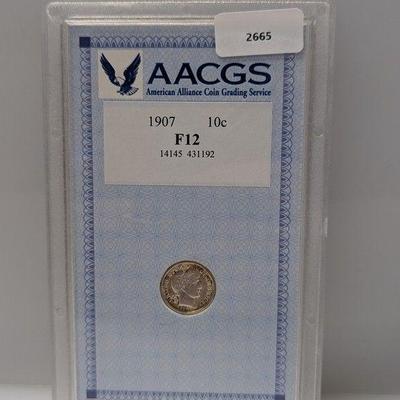 2665
AACGS
American Alliance Coin Grading Service
1907 10c
F12
14145 431192